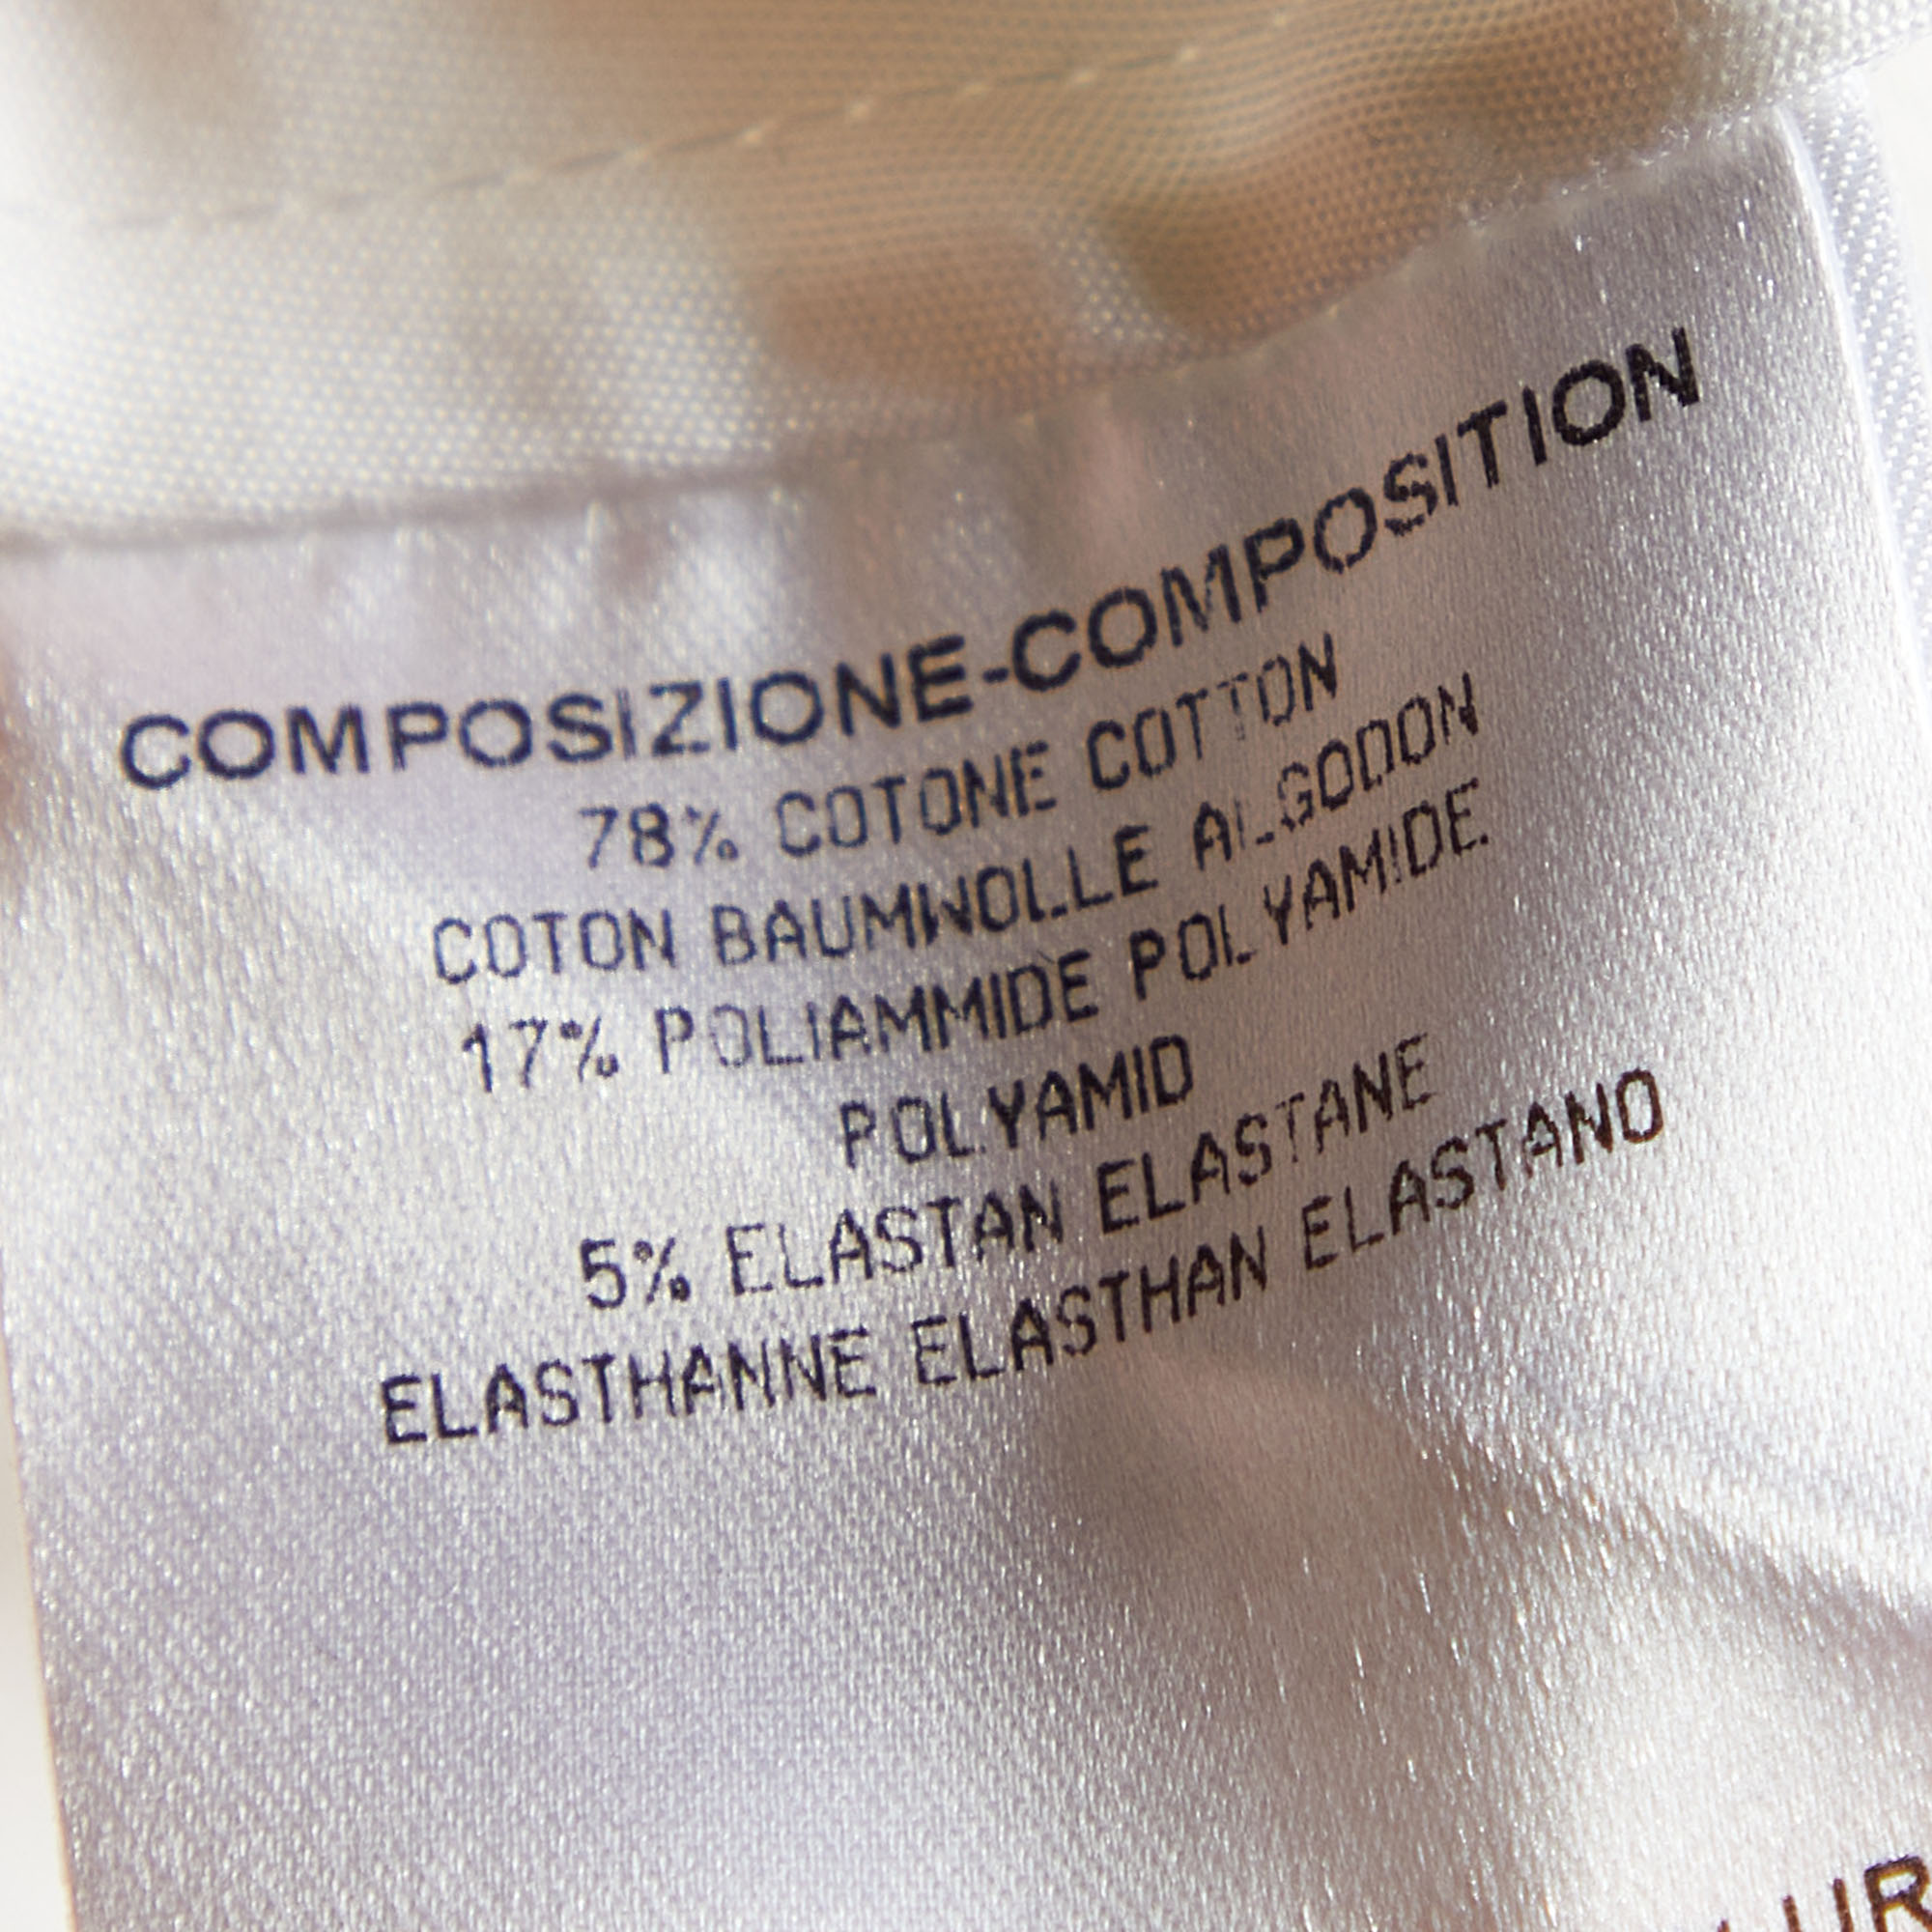 COMPOSIZIONE-COMPOSITION
78% COTONE COTTON
COTON BAUMWOLLE ALGODON
17% POLIAMMIDE POLYAMIDE
POLYAMID
5% ELASTAN ELASTANE
ELASTHANNE ELASTHAN ELASTANO